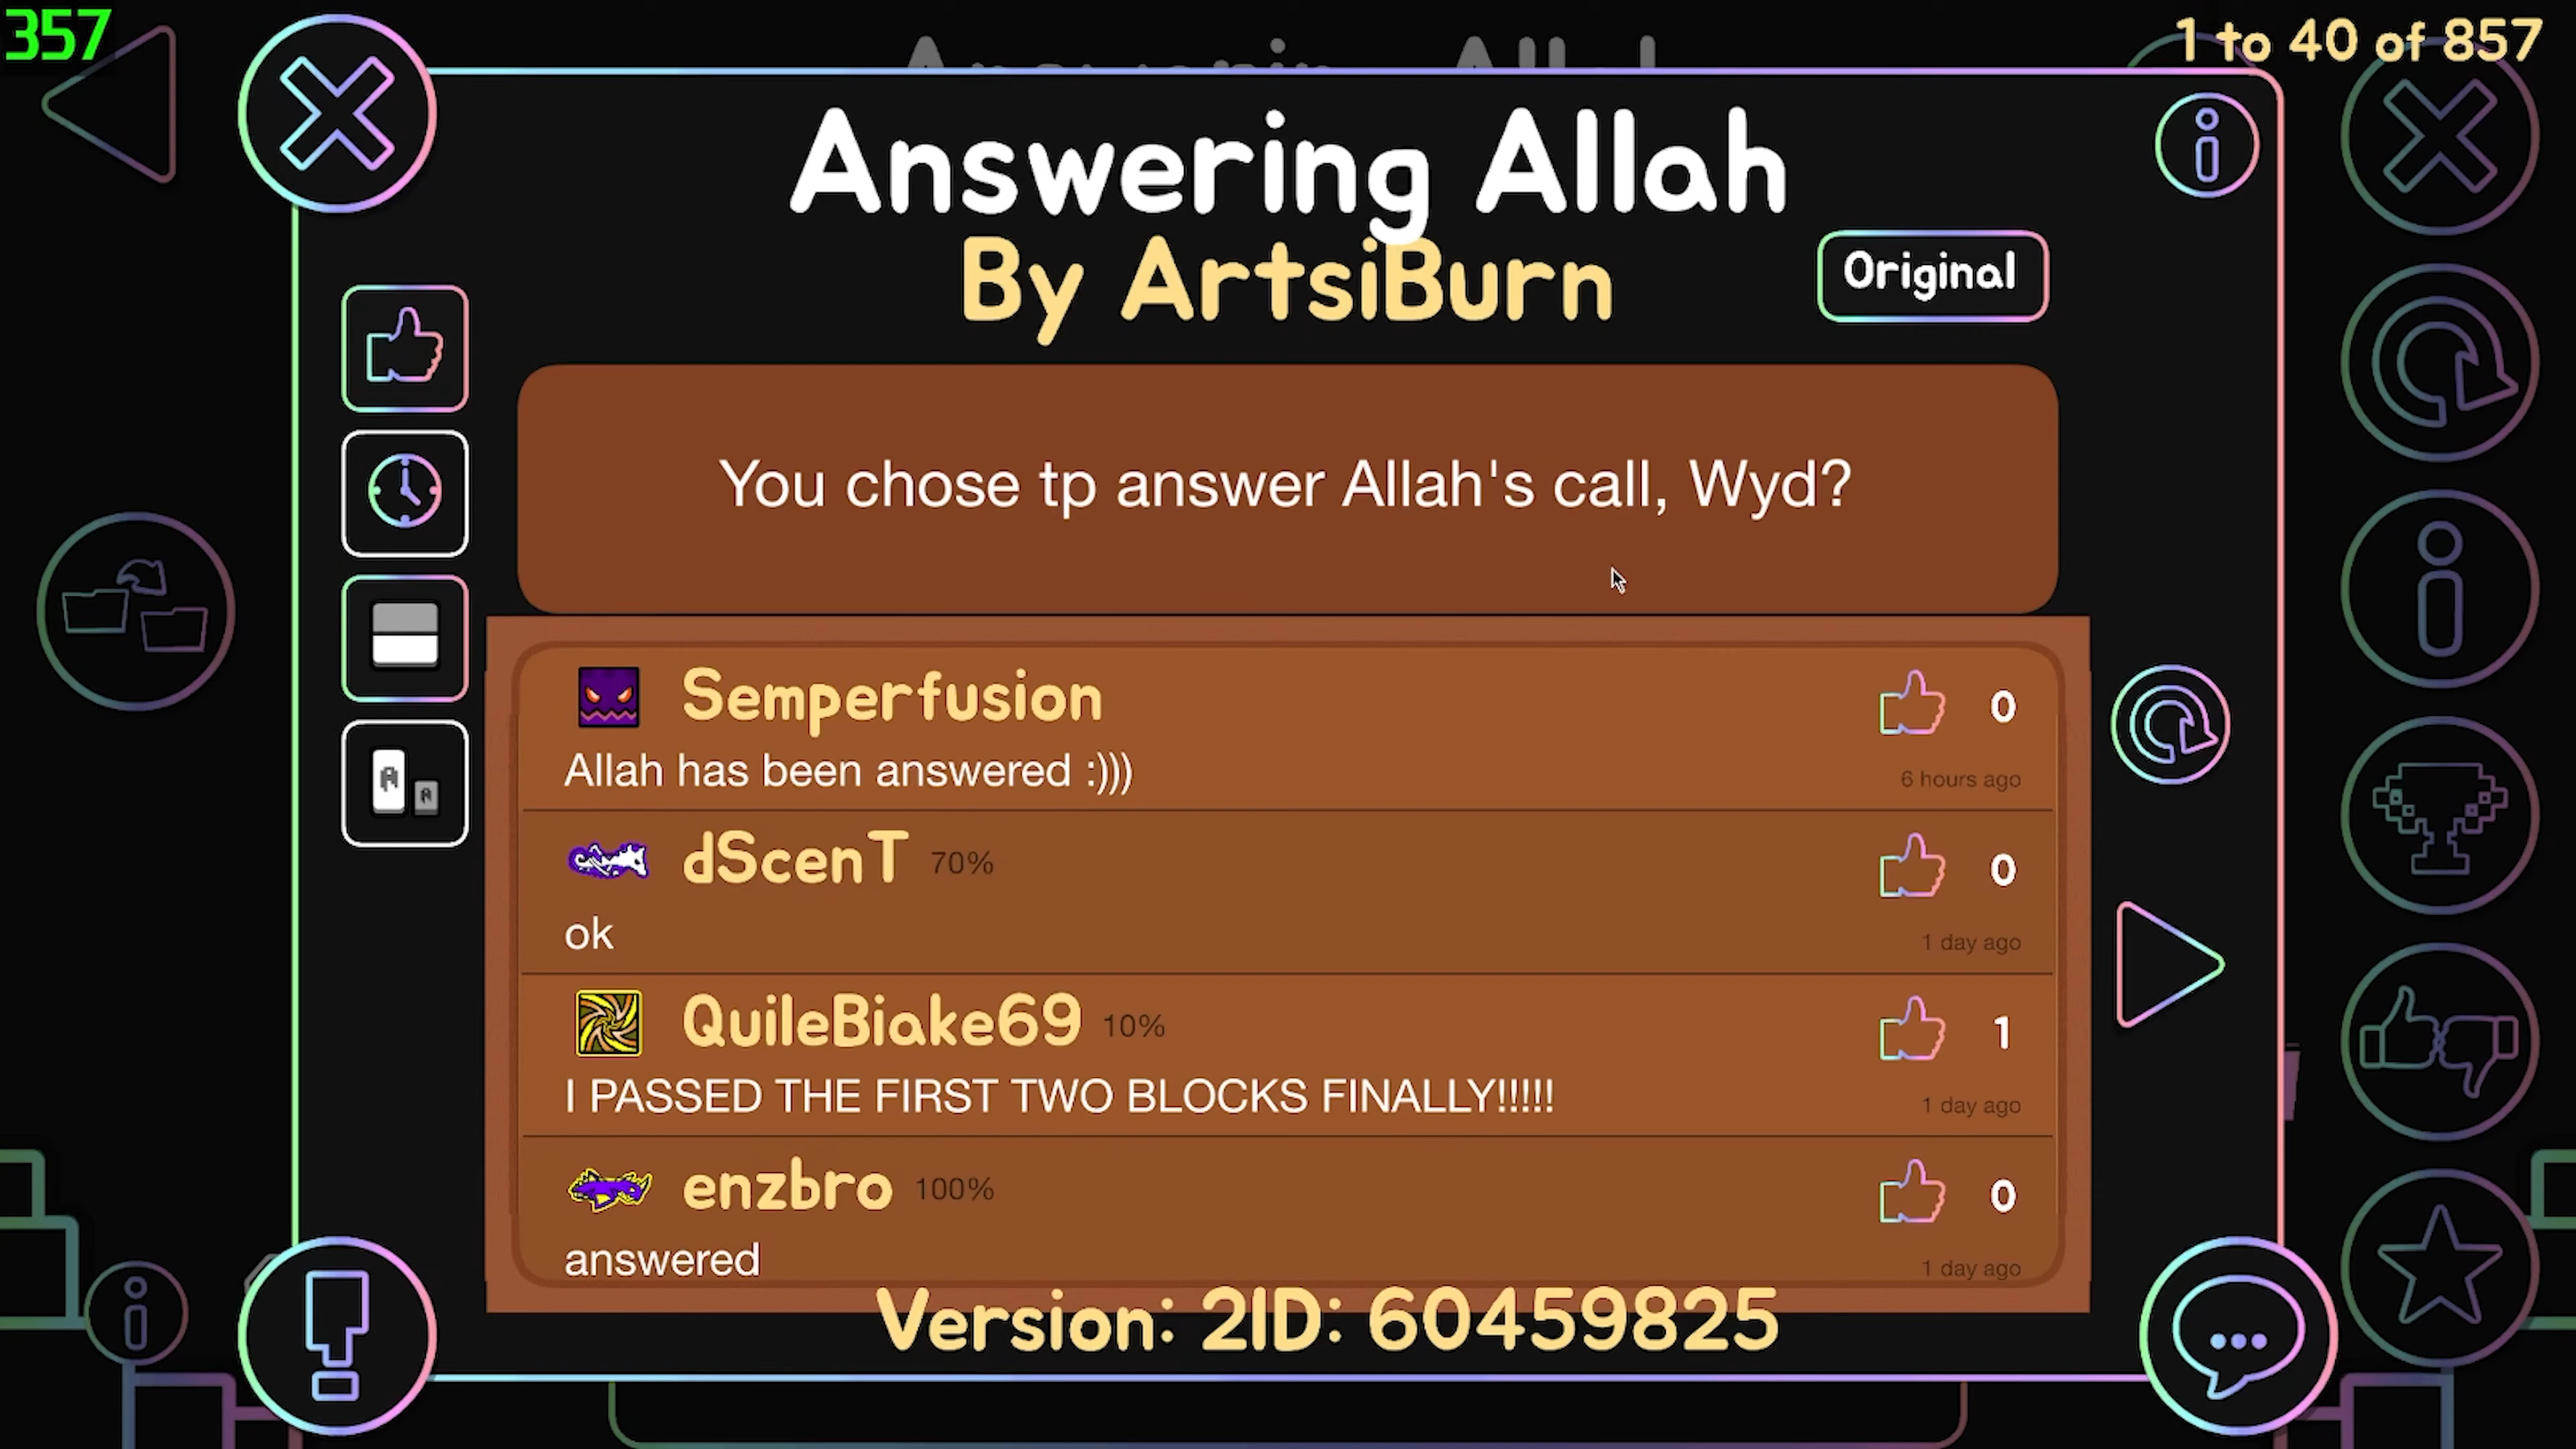 357
1 to 40 of 857
Answering Allah
By ArtsiBurn
Original
You chose tp answer Allah's call, Wyd?
Semperfusion
0
Allah has been answered :)))
6 hours ago
dScenT 70%
0
ok
1 day ago
QuileBiake69 10%
1
I PASSED THE FIRST TWO BLOCKS FINALLY!!!!!
1 day ago
enzbro 100%
0
answered
1 day ago
Version: 2ID: 60459825